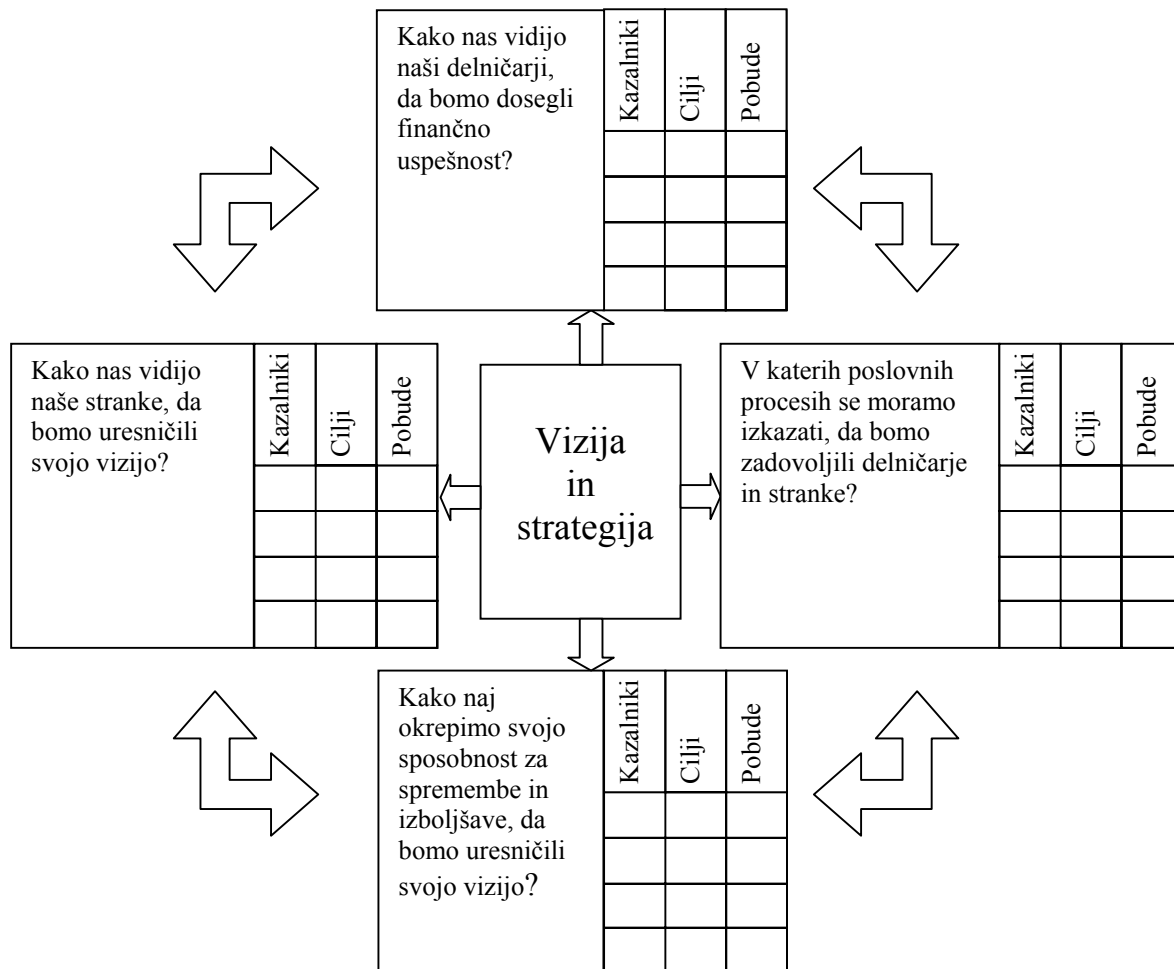 Kako nas vidijo
naši delničarji,
da bomo dosegli
finančno
uspešnost?
Kazalniki
Cilji
Pobude
Kako nas vidijo
naše stranke, da
bomo uresničili
svojo vizijo?
Kazalniki
Cilji
Pobude
Vizija
in
strategija
V katerih poslovnih
procesih se moramo
izkazati, da bomo
zadovoljili delničarje
in stranke?
Kazalniki
Cilji
Pobude
Kako naj
okrepimo svojo
sposobnost za
spremembe in
izboljšave, da
bomo uresničili
svojo vizijo?
Kazalniki
Cilji
Pobude